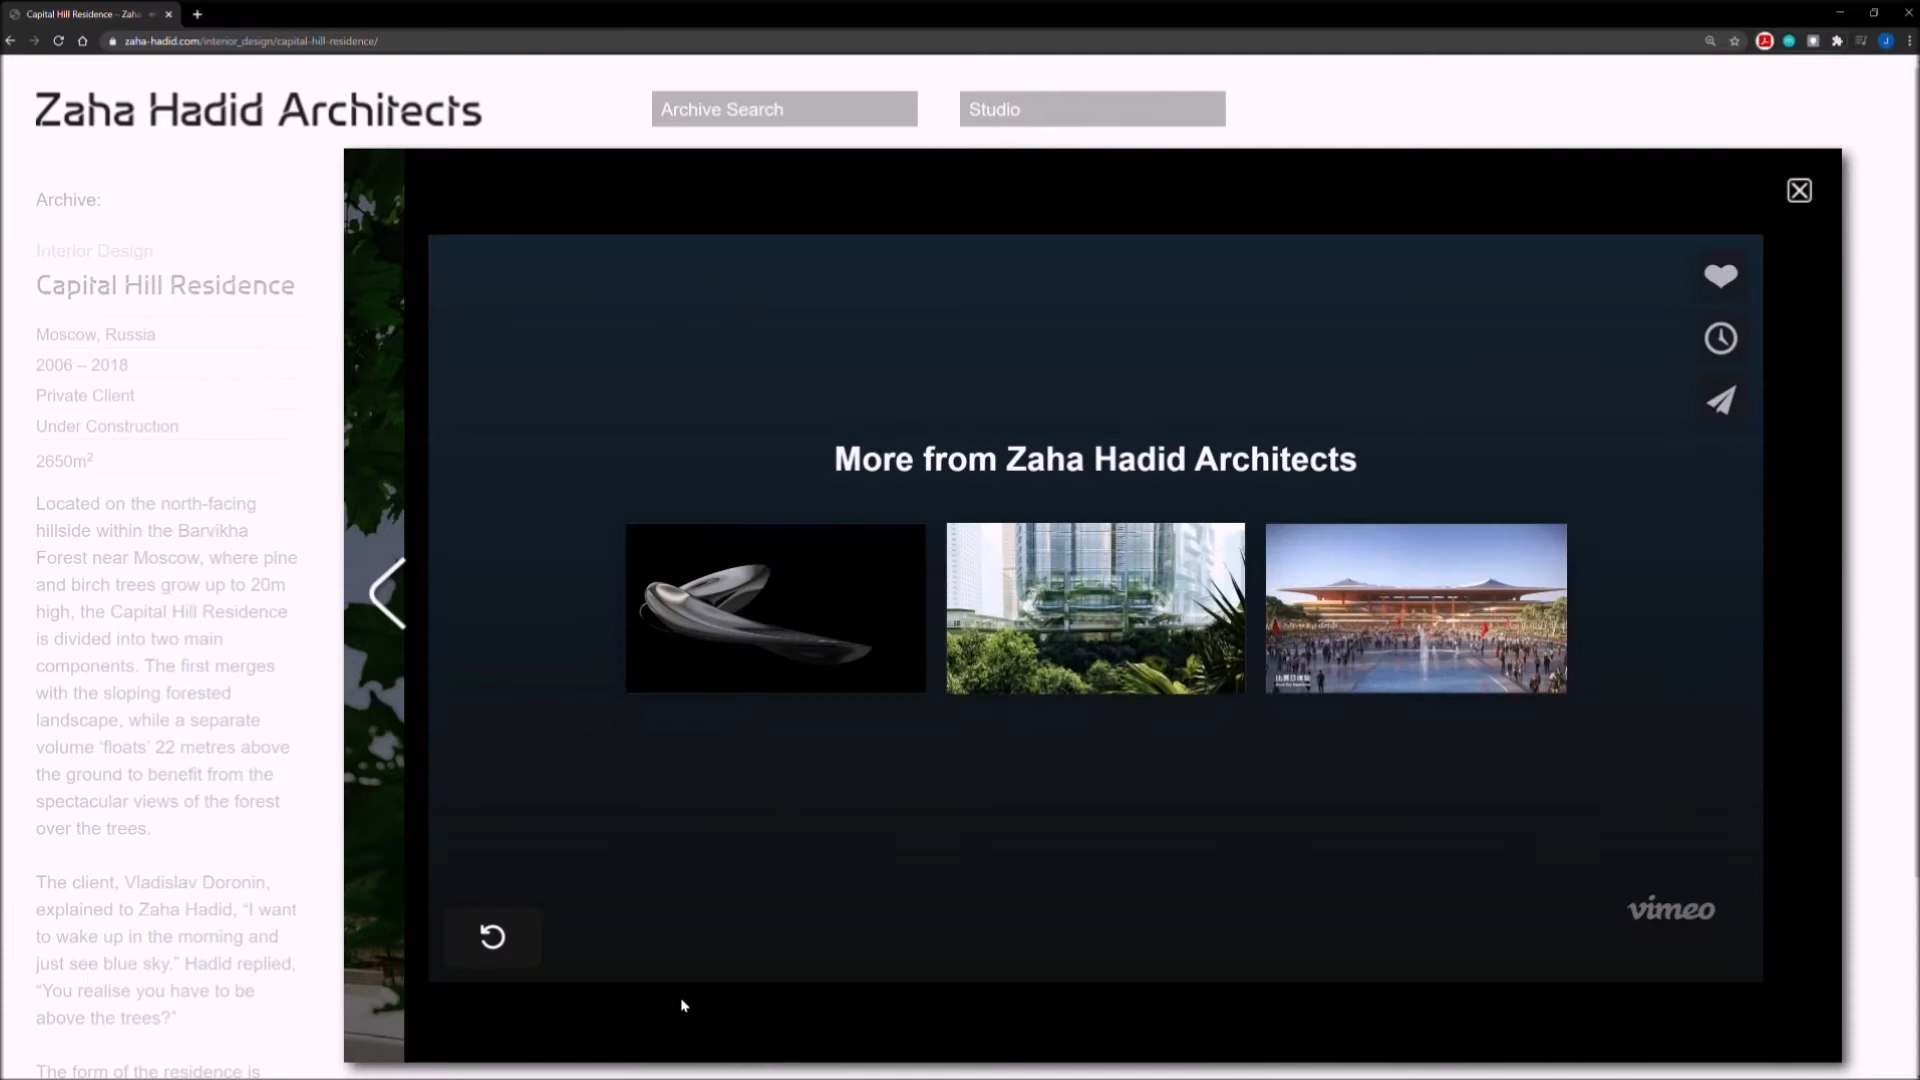 Capital Hill Residence – Zaha
zaha-hadid.com/interior_design/capital-hill-residence/
Zaha Hadid Architects
Archive Search
Studio
Archive:
Interior Design
Capital Hill Residence
Moscow, Russia
2006 – 2018
Private Client
Under Construction
2650m²
Located on the north-facing
hillside within the Barvikha
Forest near Moscow, where pine
and birch trees grow up to 20m
high, the Capital Hill Residence
is divided into two main
components. The first merges
with the sloping forested
landscape, while a separate
volume ‘floats’ 22 metres above
the ground to benefit from the
spectacular views of the forest
over the trees.
The client, Vladislav Doronin,
explained to Zaha Hadid, “I want
to wake up in the morning and
just see blue sky.” Hadid replied,
“You realise you have to be
above the trees?”
The form of the residence is
More from Zaha Hadid Architects
vimeo